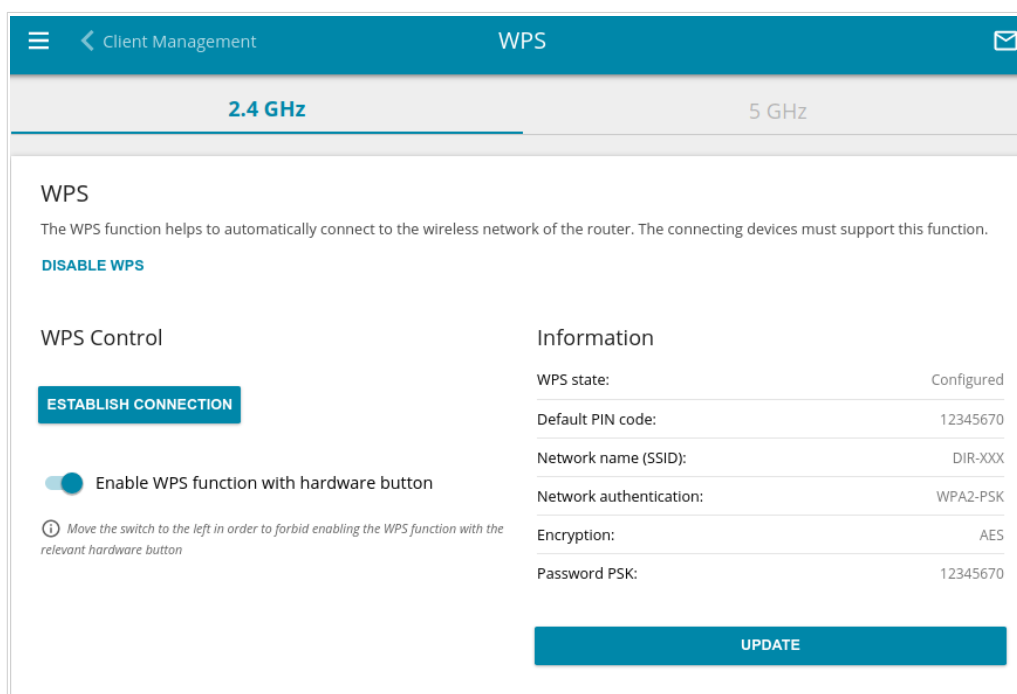 Client Management
WPS
2.4 GHz
5 GHz
WPS
The WPS function helps to automatically connect to the wireless network of the router. The connecting devices must support this function.
DISABLE WPS
WPS Control
ESTABLISH CONNECTION
Enable WPS function with hardware button
Move the switch to the left in order to forbid enabling the WPS function with the
relevant hardware button
Information
WPS state: Configured
Default PIN code: 12345670
Network name (SSID): DIR-XXX
Network authentication: WPA2-PSK
Encryption: AES
Password PSK: 12345670
UPDATE